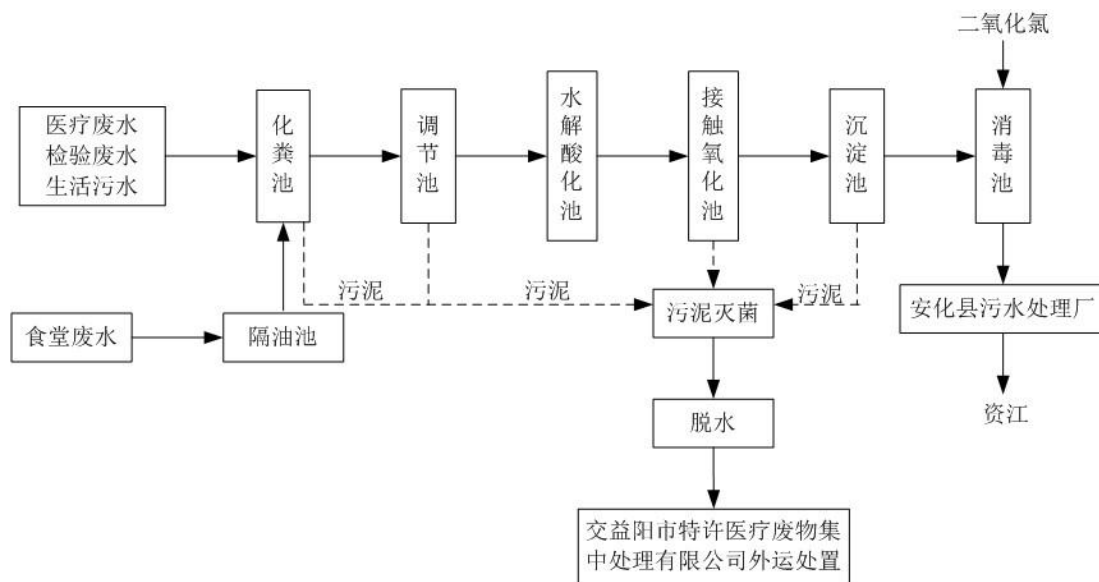 二氧化氯
医疗废水
检验废水
生活污水
化粪池
调节池
水解酸化池
接触氧化池
沉淀池
消毒池
污泥
污泥
污泥
食堂废水
隔油池
污泥灭菌
安化县污水处理厂
脱水
资江
交益阳市特许医疗废物集
中处理有限公司外运处置